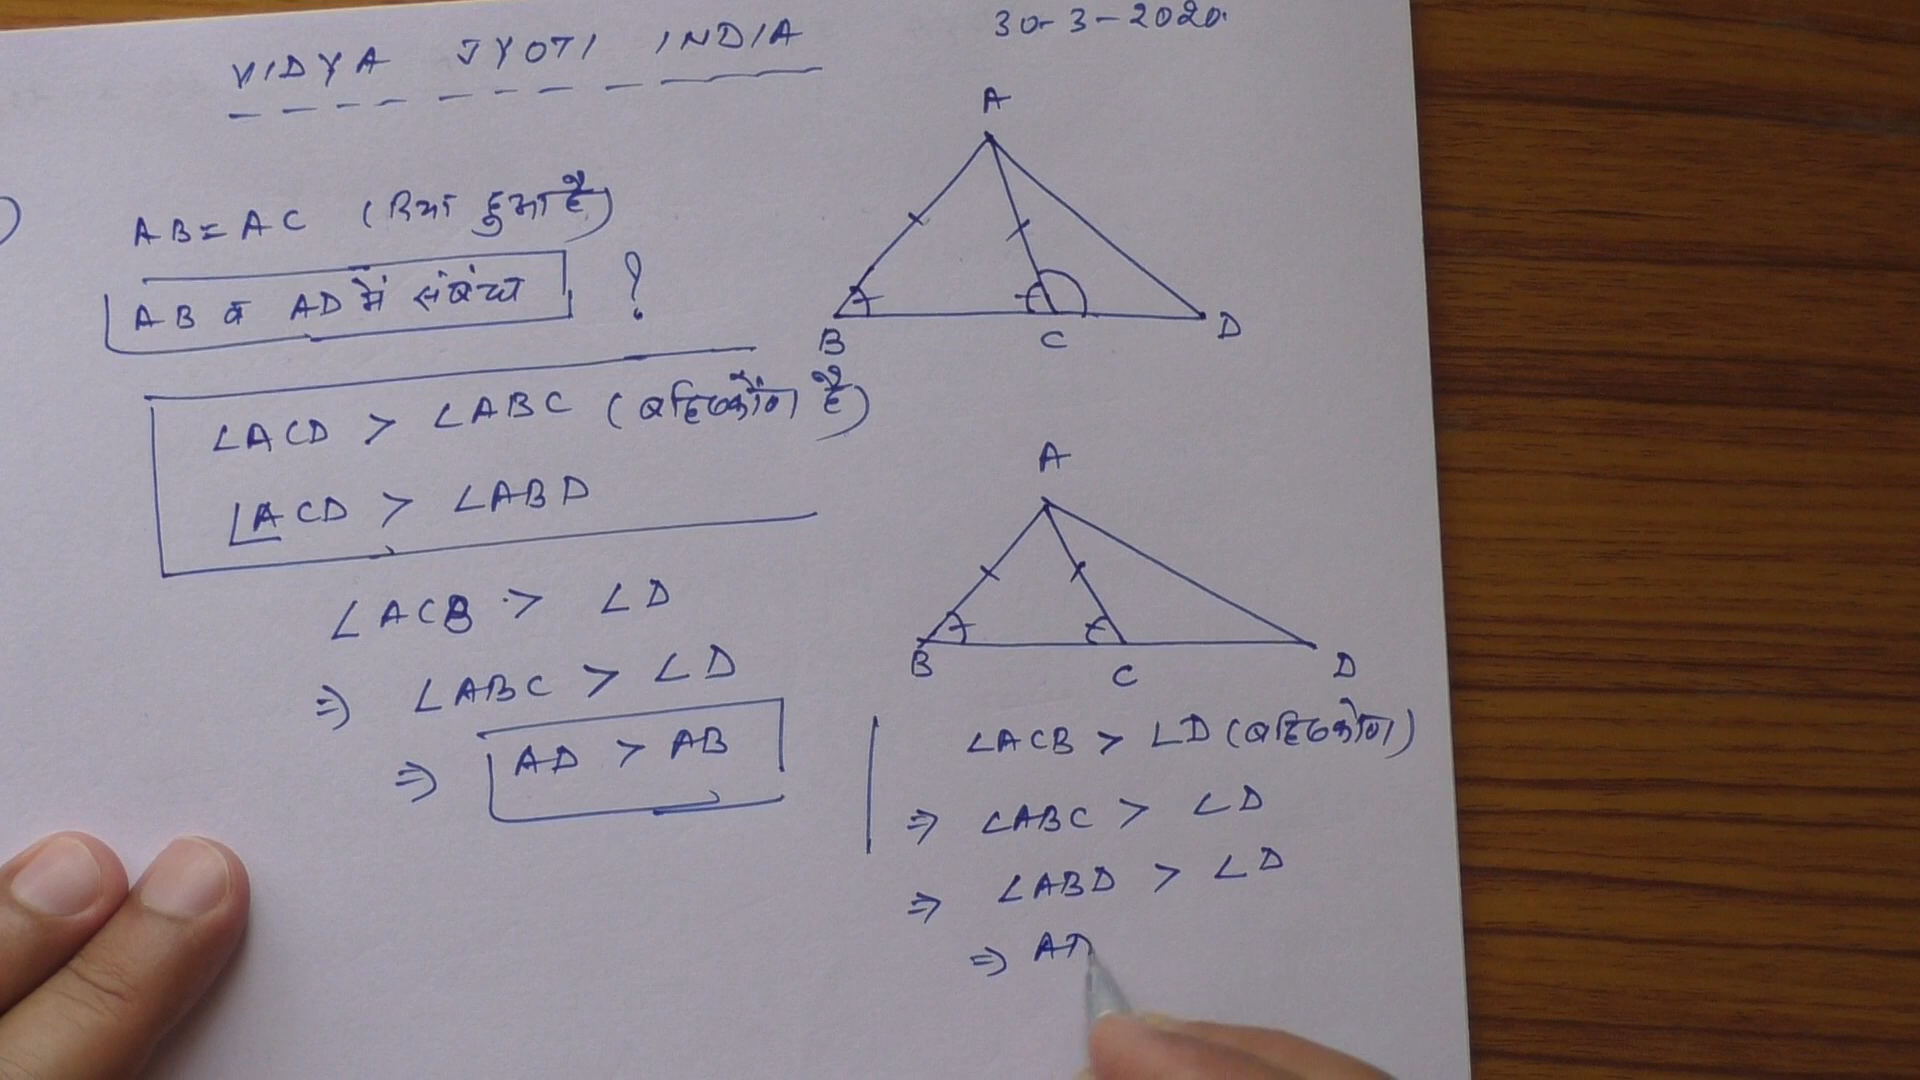 VIDYA JYOTI INDIA
30-3-2020
AB = AC (दिया हुआ है)
AB व AD में संबंध ?
∠ACD > ∠ABC (बहिष्कोण है)
∠ACD > ∠ABD
∠ACB > ∠D
⇒ ∠ABC > ∠D
⇒ AD > AB
A
B
C
D
A
B
C
D
∠ACB > ∠D (बहिष्कोण)
⇒ ∠ABC > ∠D
⇒ ∠ABD > ∠D
⇒ AD